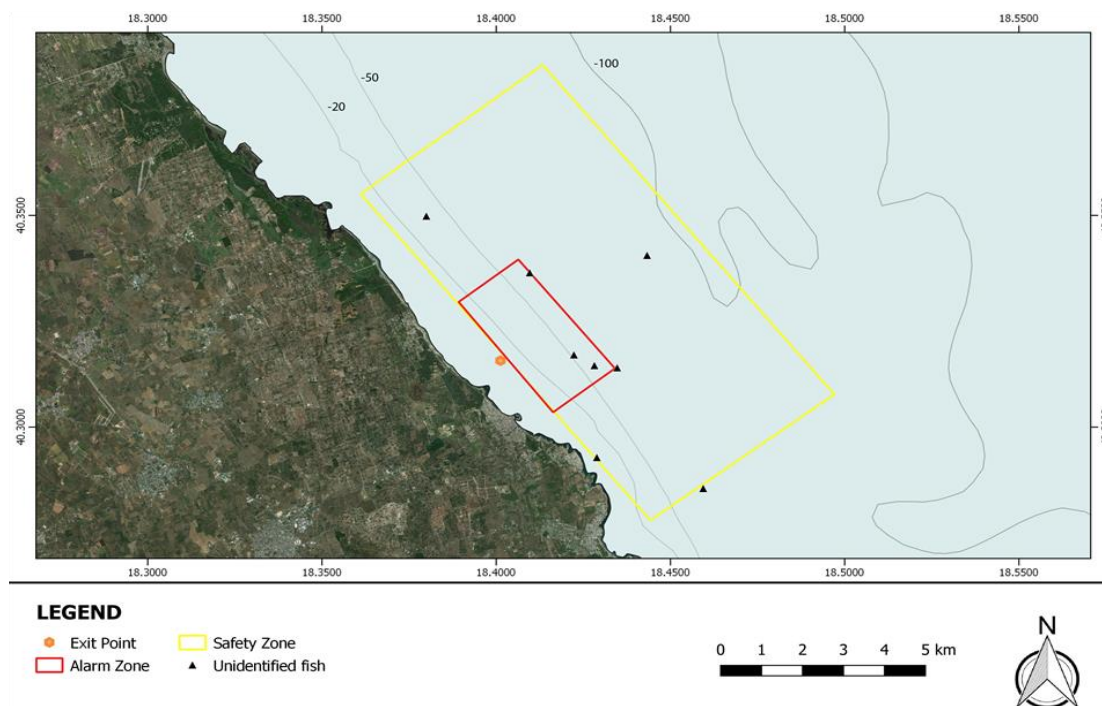 18.3000 18.3500 18.4000 18.4500 18.5000 18.5500
-100
-50
-20
40.3500 40.3500
40.3000
18.3000 18.3500 18.4000 18.4500 18.5000 18.5500
LEGEND
Exit Point Safety Zone
Alarm Zone Unidentified fish
0 1 2 3 4 5 km
N